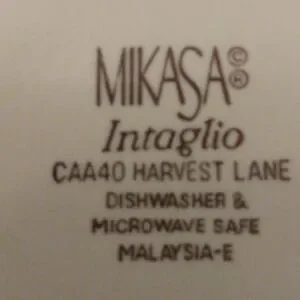 MIKASA©®
Intaglio
CAA40 HARVEST LANE
DISHWASHER &
MICROWAVE SAFE
MALAYSIA-E